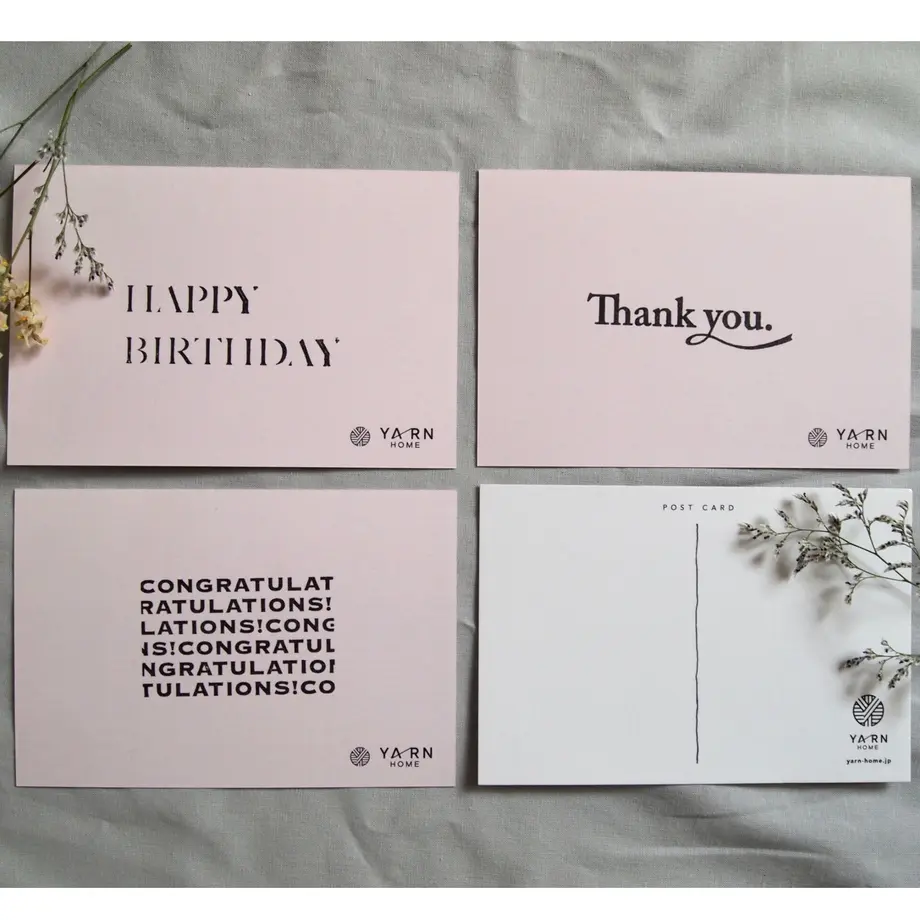 HAPPY
BIRTHDAY
YARN
HOME
Thank you.
YARN
HOME
CONGRATULAT
RATULATIONS!
LATIONS!CONG
NS!CONGRATUL
NGRATULATION
TULATIONS!CO
YARN
HOME
POST CARD
YARN
HOME
yarn-home.jp